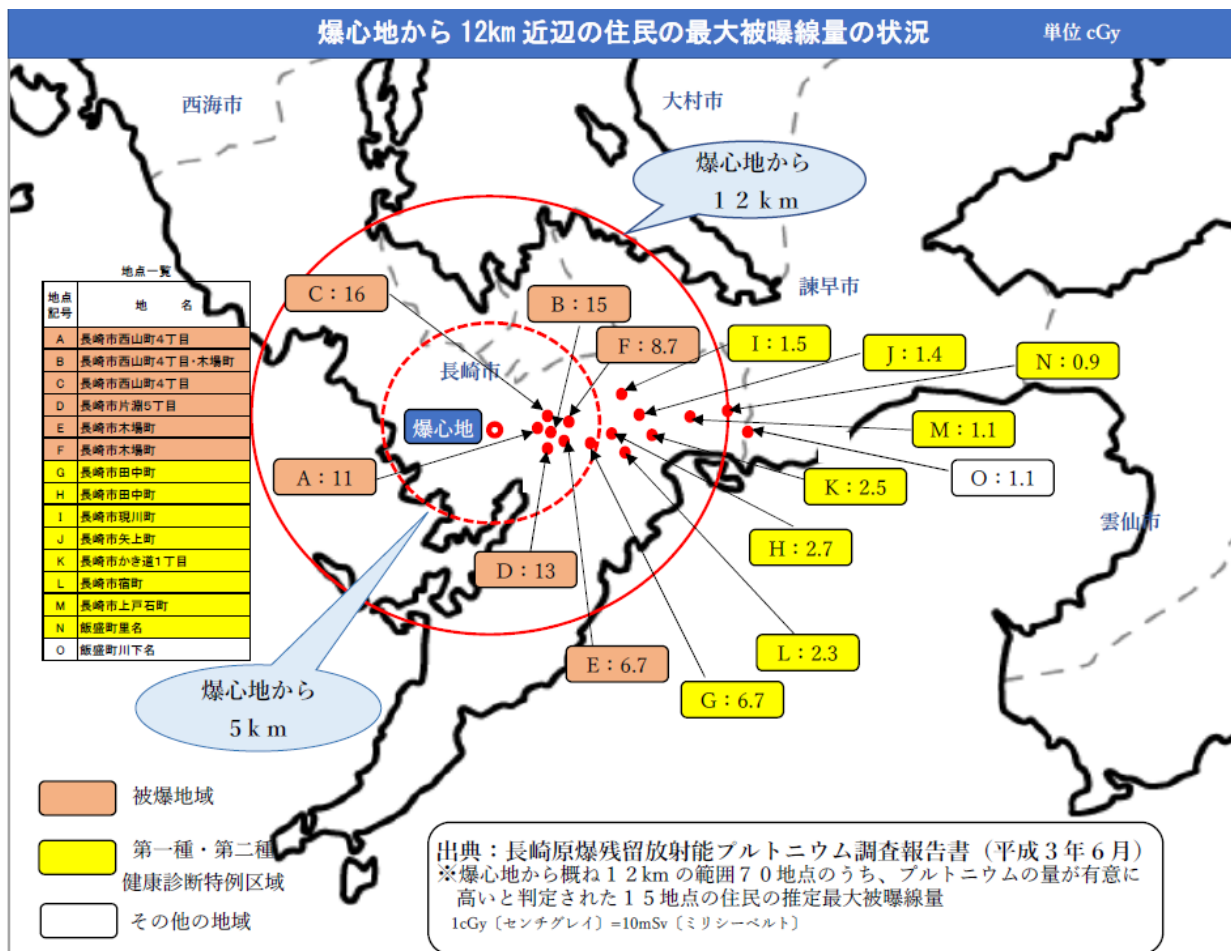 爆心地から 12km 近辺の住民の最大被曝線量の状況 単位 cGy
西海市
大村市
爆心地から
12km
地点一覧
地点記号 地 名
A 長崎市西山町4丁目
B 長崎市西山町4丁目・木場町
C 長崎市西山町4丁目
D 長崎市片淵5丁目
E 長崎市木場町
F 長崎市木場町
G 長崎市田中町
H 長崎市田中町
I 長崎市現川町
J 長崎市矢上町
K 長崎市かき道1丁目
L 長崎市宿町
M 長崎市上戸石町
N 飯盛町里名
O 飯盛町川下名
諫早市
C：16
B：15
F：8.7
I：1.5
J：1.4
N：0.9
長崎市
爆心地
M：1.1
A：11
K：2.5
O：1.1
雲仙市
H：2.7
D：13
L：2.3
E：6.7
G：6.7
爆心地から
5km
被爆地域
第一種・第二種
健康診断特例区域
その他の地域
出典：長崎原爆残留放射能プルトニウム調査報告書（平成３年６月）
※爆心地から概ね１２kmの範囲７０地点のうち、プルトニウムの量が有意に
高いと判定された１５地点の住民の推定最大被曝線量
1cGy〔センチグレイ〕=10mSv〔ミリシーベルト〕